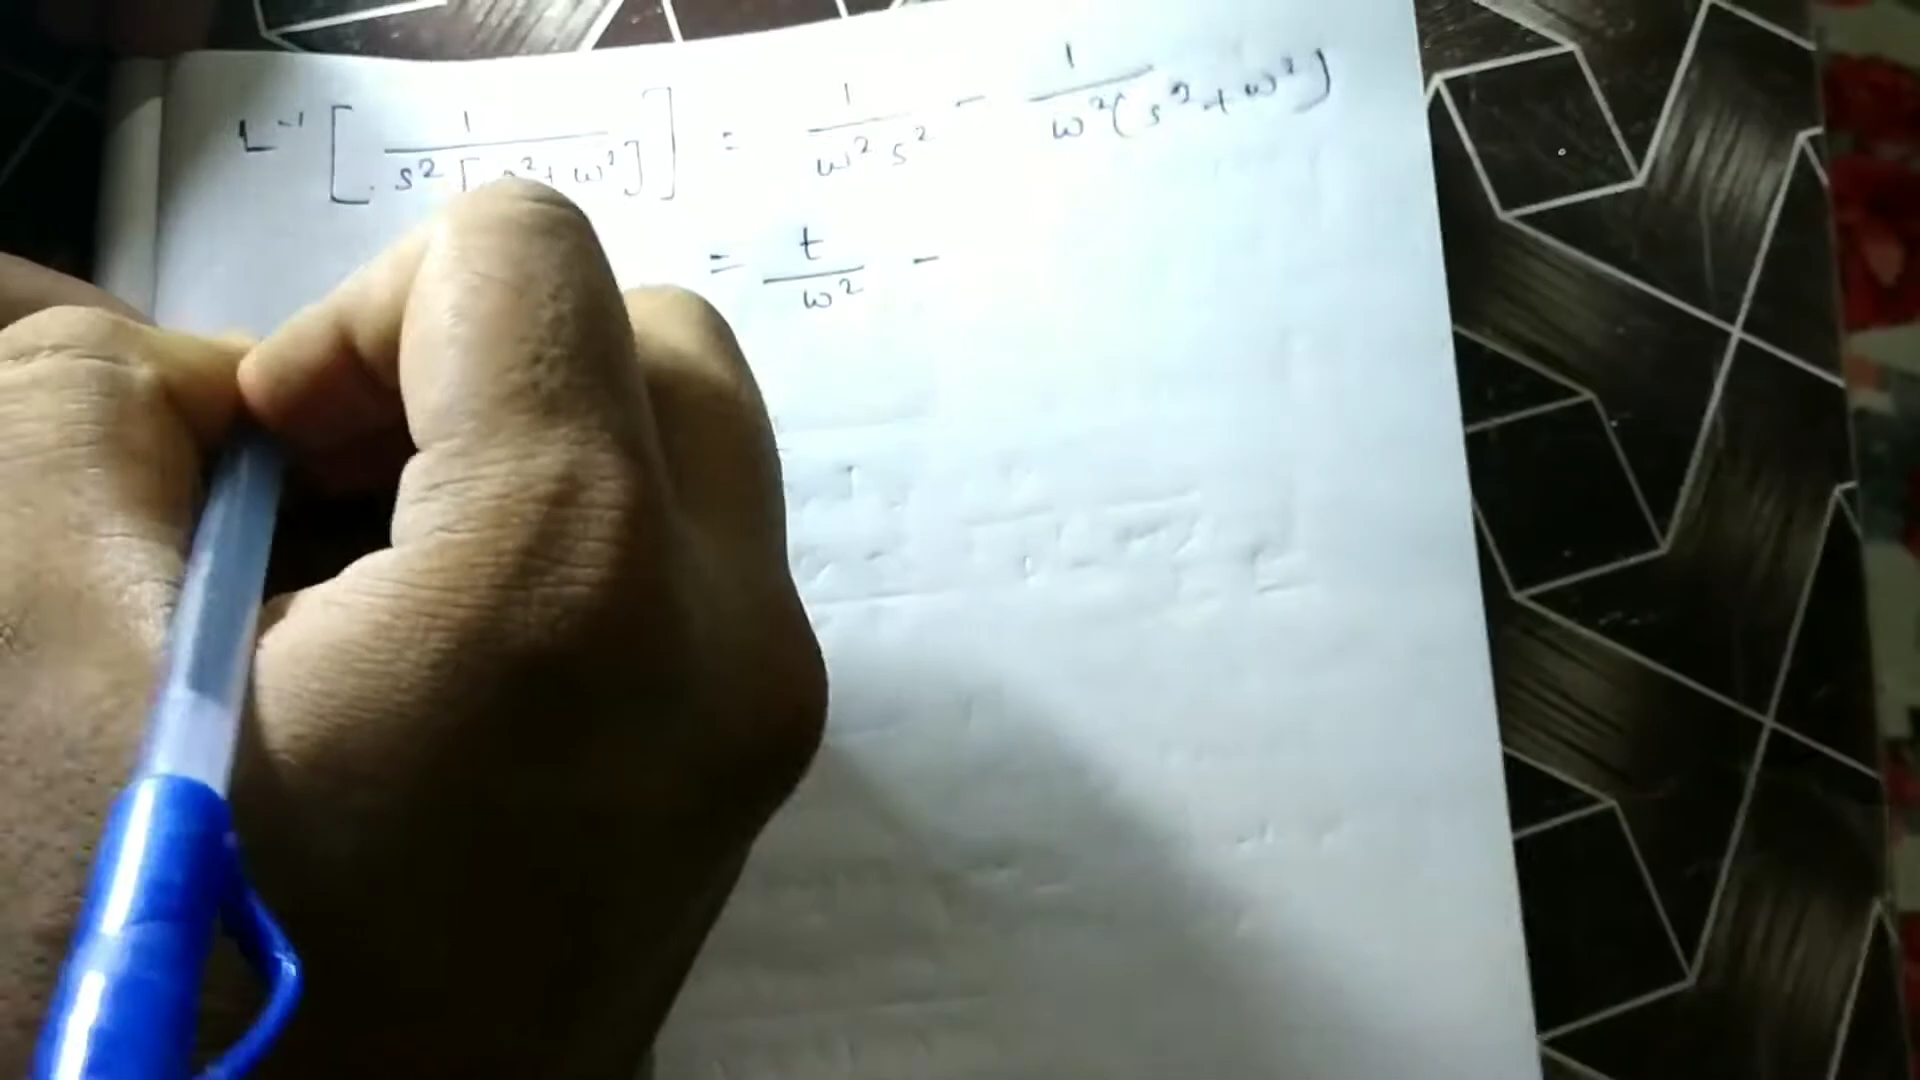 L⁻¹ [ 1 / s² [s² + ω²] ] = 1 / ω² s² - 1 / ω² (s² + ω²)
= t / ω² -